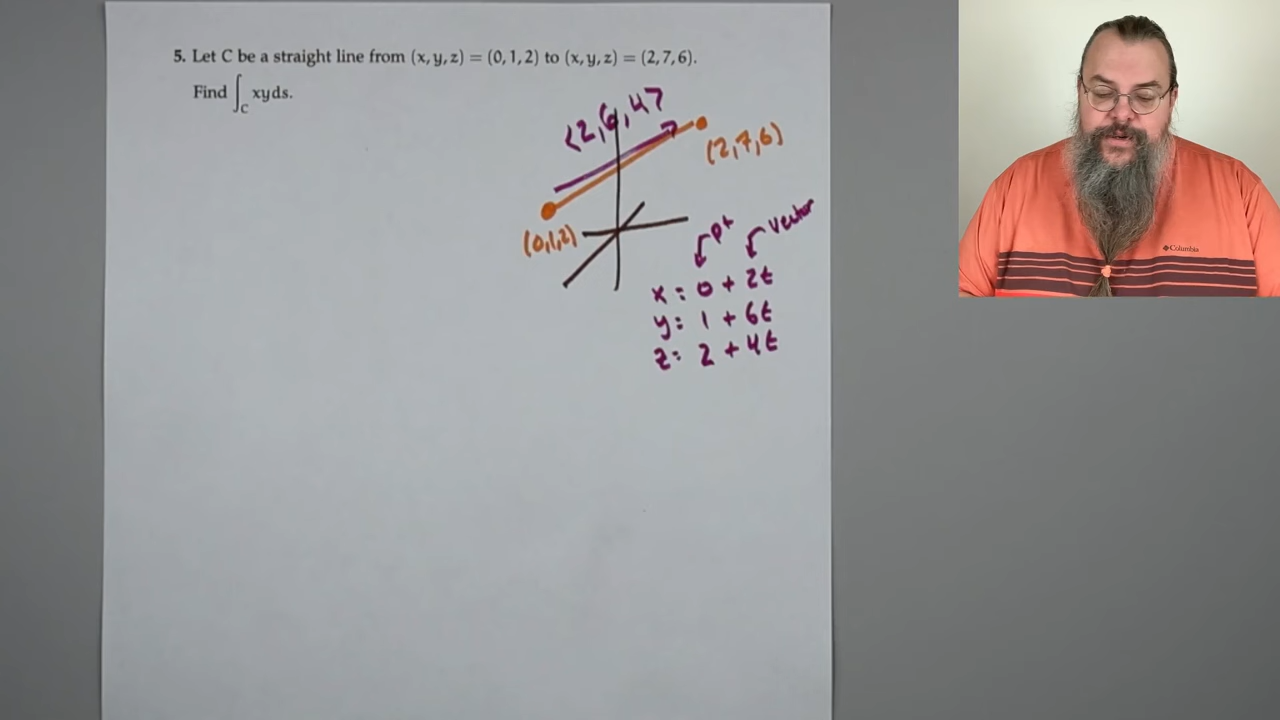 5. Let C be a straight line from (x, y, z) = (0, 1, 2) to (x, y, z) = (2, 7, 6).
Find ∫_C xyds.
<2,6,4>
(2,7,6)
(0,1,2)
pt
vector
x = 0 + 2t
y = 1 + 6t
z = 2 + 4t
Columbia